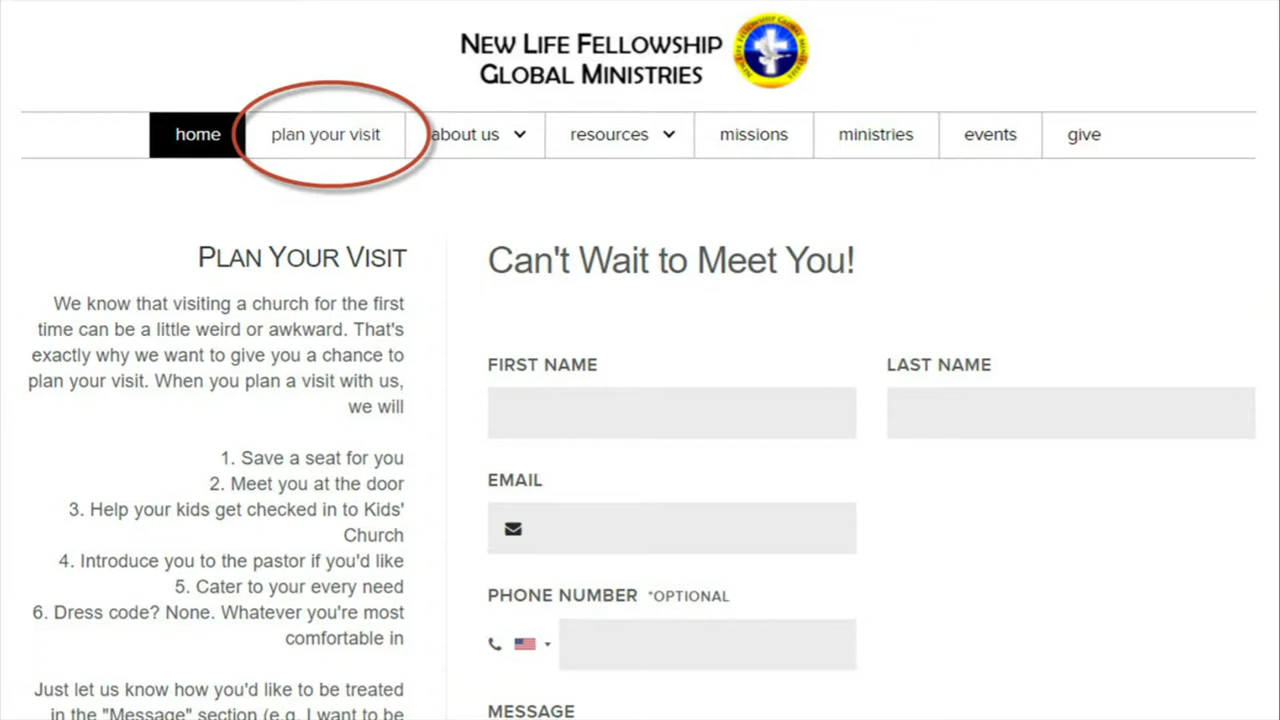 NEW LIFE FELLOWSHIP
GLOBAL MINISTRIES
home
plan your visit
about us
resources
missions
ministries
events
give
PLAN YOUR VISIT
We know that visiting a church for the first
time can be a little weird or awkward. That's
exactly why we want to give you a chance to
plan your visit. When you plan a visit with us,
we will
1. Save a seat for you
2. Meet you at the door
3. Help your kids get checked in to Kids'
Church
4. Introduce you to the pastor if you'd like
5. Cater to your every need
6. Dress code? None. Whatever you're most
comfortable in
Just let us know how you'd like to be treated
in the "Message" section (e.g. I want to be
Can't Wait to Meet You!
FIRST NAME
LAST NAME
EMAIL
PHONE NUMBER *OPTIONAL
MESSAGE